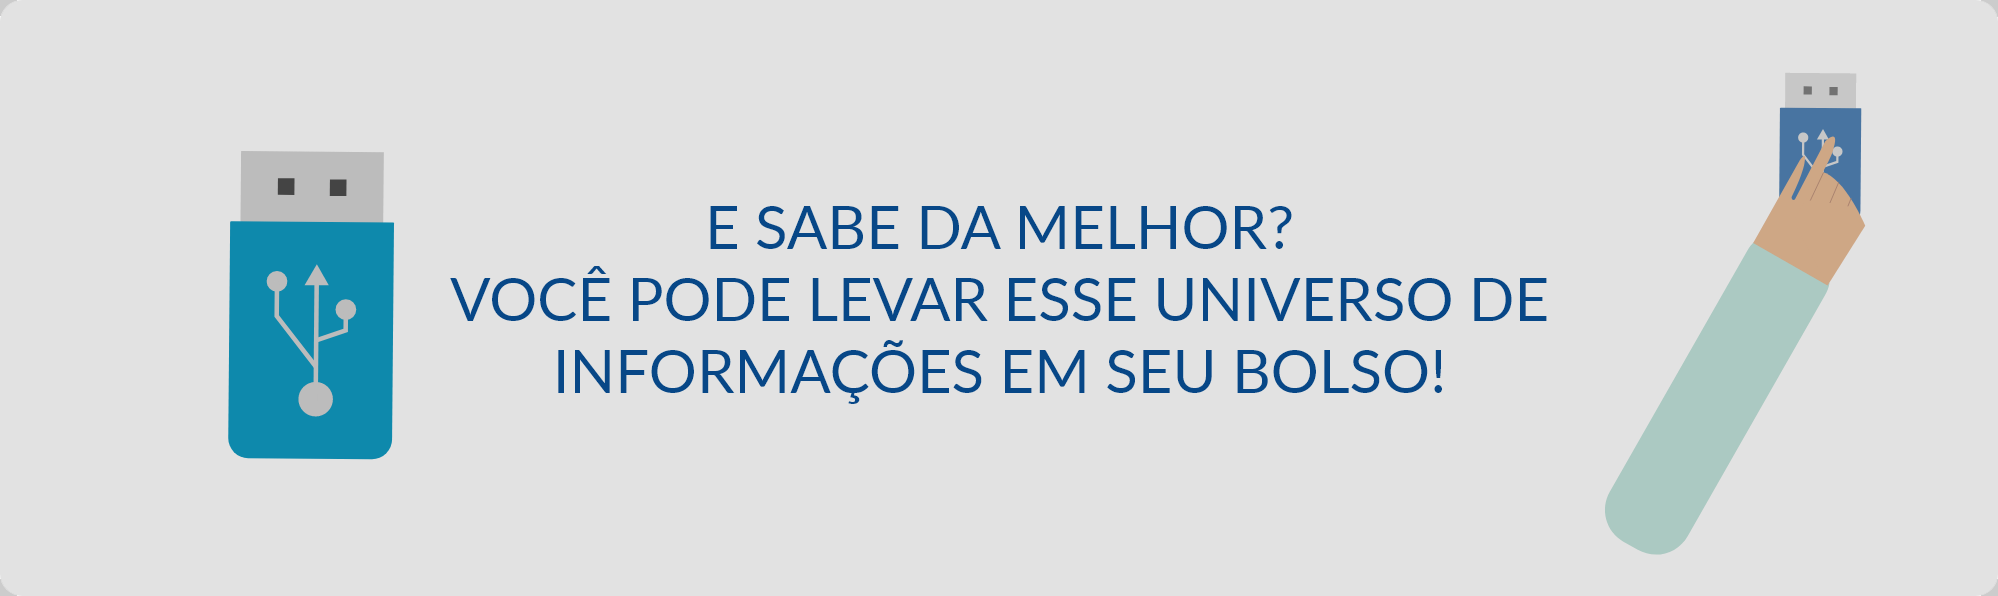 E SABE DA MELHOR?
VOCÊ PODE LEVAR ESSE UNIVERSO DE
INFORMAÇÕES EM SEU BOLSO!